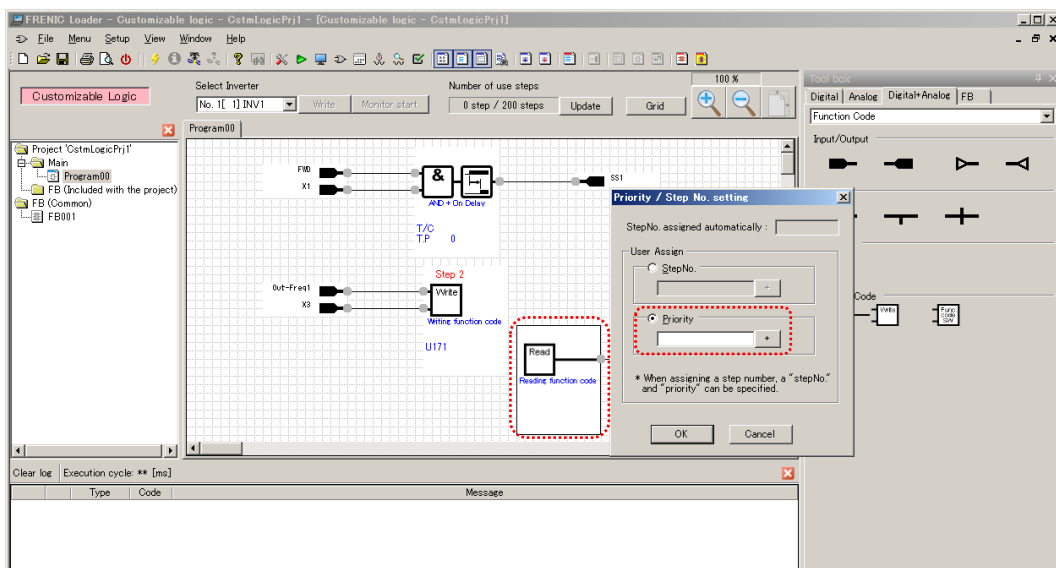 FRENIC Loader - Customizable logic - CstmLogicPrj1 - [Customizable logic - CstmLogicPrj1]
File Menu Setup View Window Help
Customizable Logic
Select Inverter
No. 1[ 1] INV1
Write
Monitor start
Number of use steps
0 step / 200 steps
Update
Grid
100 %
Tool box
Digital Analog Digital+Analog FB
Function Code
Input/Output
Code
Write
Func code SW
Project 'CstmLogicPrj1'
Main
Program00
FB (Included with the project)
FB (Common)
FB001
Program00
FWD
X1
&
AND + On Delay
SS1
T/C
T.P 0
Step 2
Out-Freq1
X3
Write
Writing function code
U171
Read
Reading function code
Priority / Step No. setting
StepNo. assigned automatically :
User Assign
StepNo.
+
Priority
+
* When assigning a step number, a "stepNo."
and "priority" can be specified.
OK
Cancel
Clear log Execution cycle: ** [ms]
Type Code Message